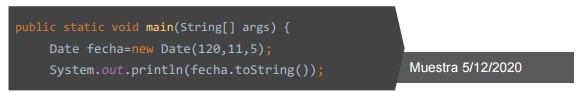 public static void main(String[] args) {
Date fecha=new Date(120,11,5);
System.out.println(fecha.toString());
Muestra 5/12/2020